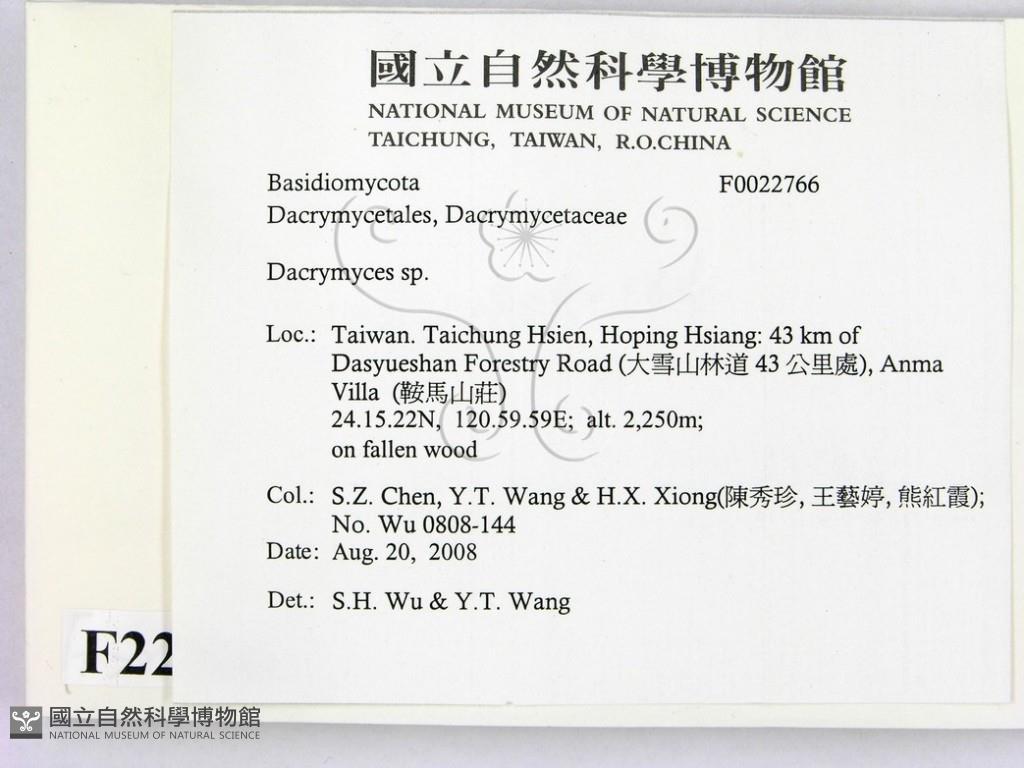 國立自然科學博物館
NATIONAL MUSEUM OF NATURAL SCIENCE
TAICHUNG, TAIWAN, R.O.CHINA
Basidiomycota F0022766
Dacrymycetales, Dacrymycetaceae
Dacrymyces sp.
Loc.: Taiwan. Taichung Hsien, Hoping Hsiang: 43 km of
Dasyueshan Forestry Road (大雪山林道 43 公里處), Anma
Villa (鞍馬山莊)
24.15.22N, 120.59.59E; alt. 2,250m;
on fallen wood
Col.: S.Z. Chen, Y.T. Wang & H.X. Xiong(陳秀珍, 王藝婷, 熊紅霞);
No. Wu 0808-144
Date: Aug. 20, 2008
Det.: S.H. Wu & Y.T. Wang
F22
國立自然科學博物館
NATIONAL MUSEUM OF NATURAL SCIENCE